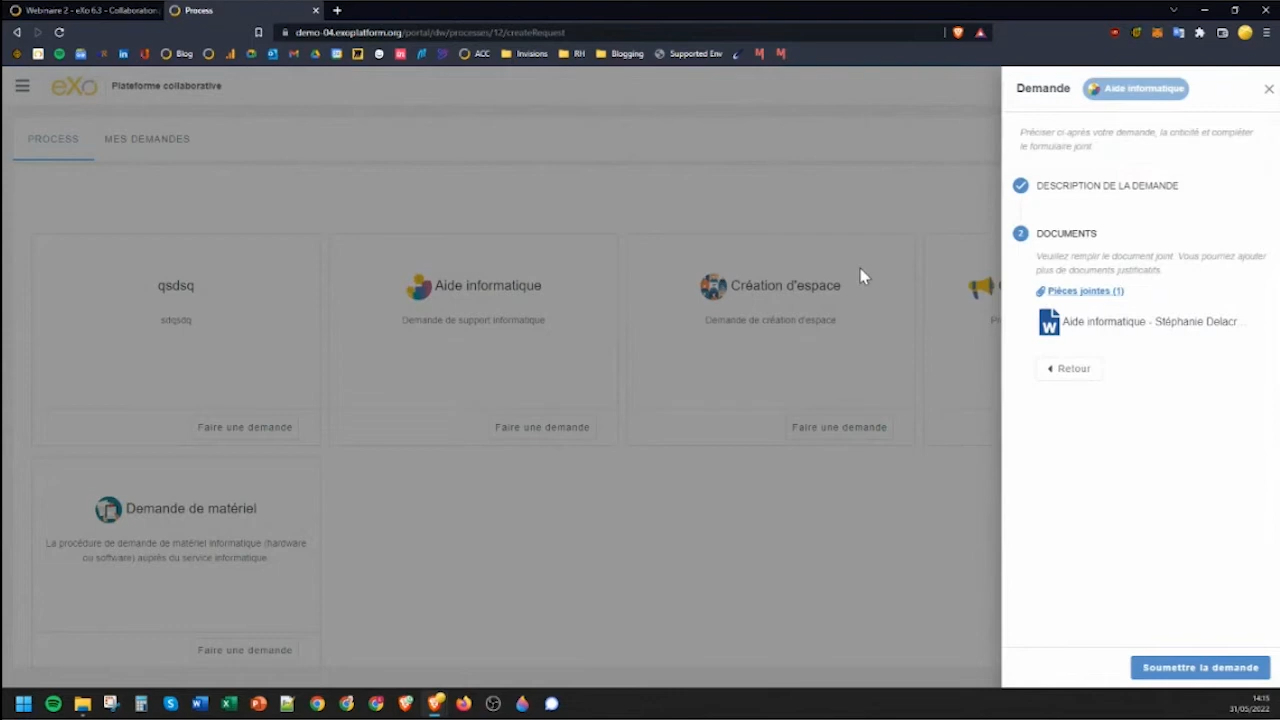 Webinaire 2 - eXo 6.3 - Collaboration
Process
demo-04.exoplatform.org/portal/dw/processes/12/createRequest
Blog
ACC
Invisions
RH
Blogging
Supported Env
eXo
Plateforme collaborative
PROCESS
MES DEMANDES
qsdsq
sdqsdq
Faire une demande
Aide informatique
Demande de support informatique
Faire une demande
Création d'espace
Demande de création d'espace
Faire une demande
Demande de matériel
La procédure de demande de matériel informatique (hardware
ou software) auprès du service informatique
Faire une demande
Demande
Aide informatique
Préciser ci-après votre demande, la criticité et compléter
le formulaire joint
DESCRIPTION DE LA DEMANDE
2
DOCUMENTS
Veuillez remplir le document joint. Vous pourriez ajouter
plus de documents justificatifs.
Pièces jointes (1)
Aide informatique - Stéphanie Delacr...
Retour
Soumettre la demande
14:15
31/05/2022